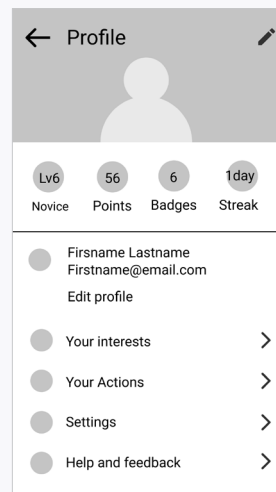 Profile
Lv6 56 6 1day
Novice Points Badges Streak
Firsname Lastname
Firstname@email.com
Edit profile
Your interests
Your Actions
Settings
Help and feedback